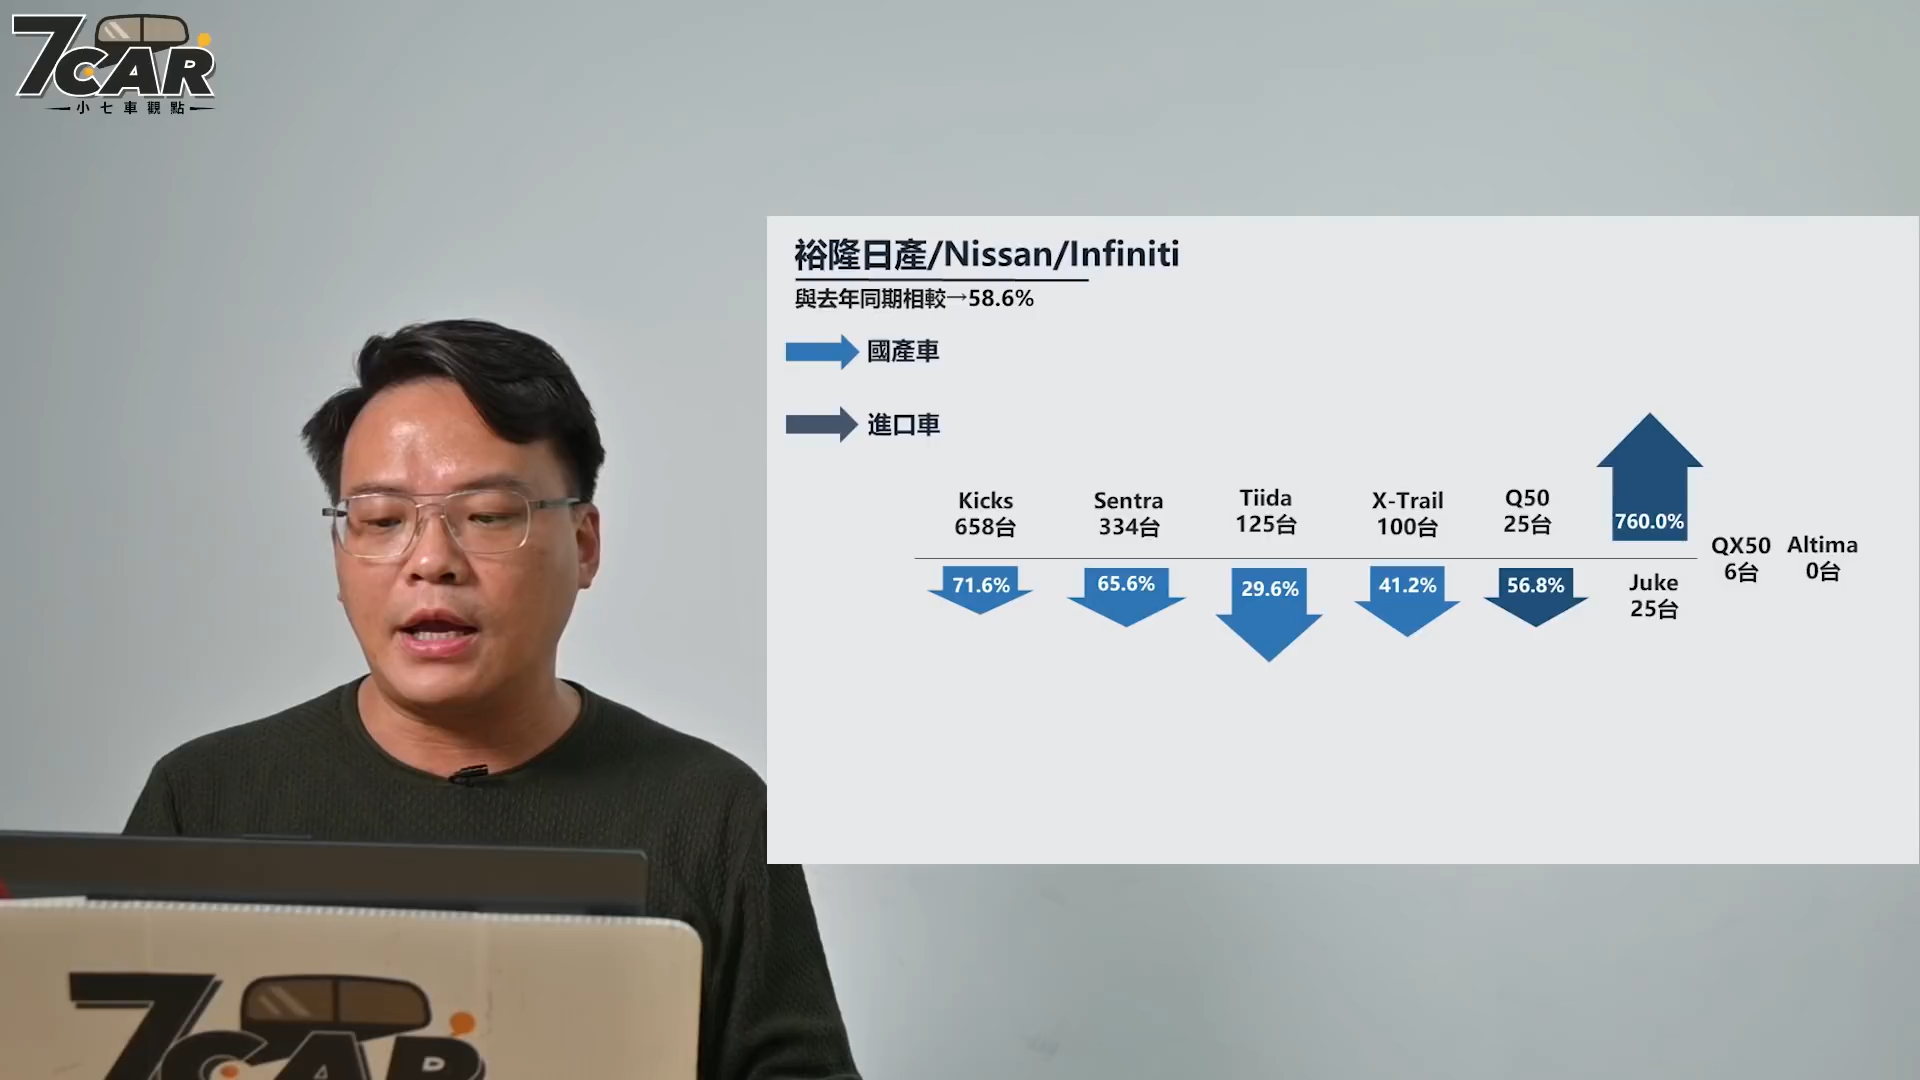 7CAR
小七車觀點
裕隆日產/Nissan/Infiniti
與去年同期相較→58.6%
國產車
進口車
Kicks
658台
71.6%
Sentra
334台
65.6%
Tiida
125台
29.6%
X-Trail
100台
41.2%
Q50
25台
56.8%
760.0%
Juke
25台
QX50
6台
Altima
0台
7CAR